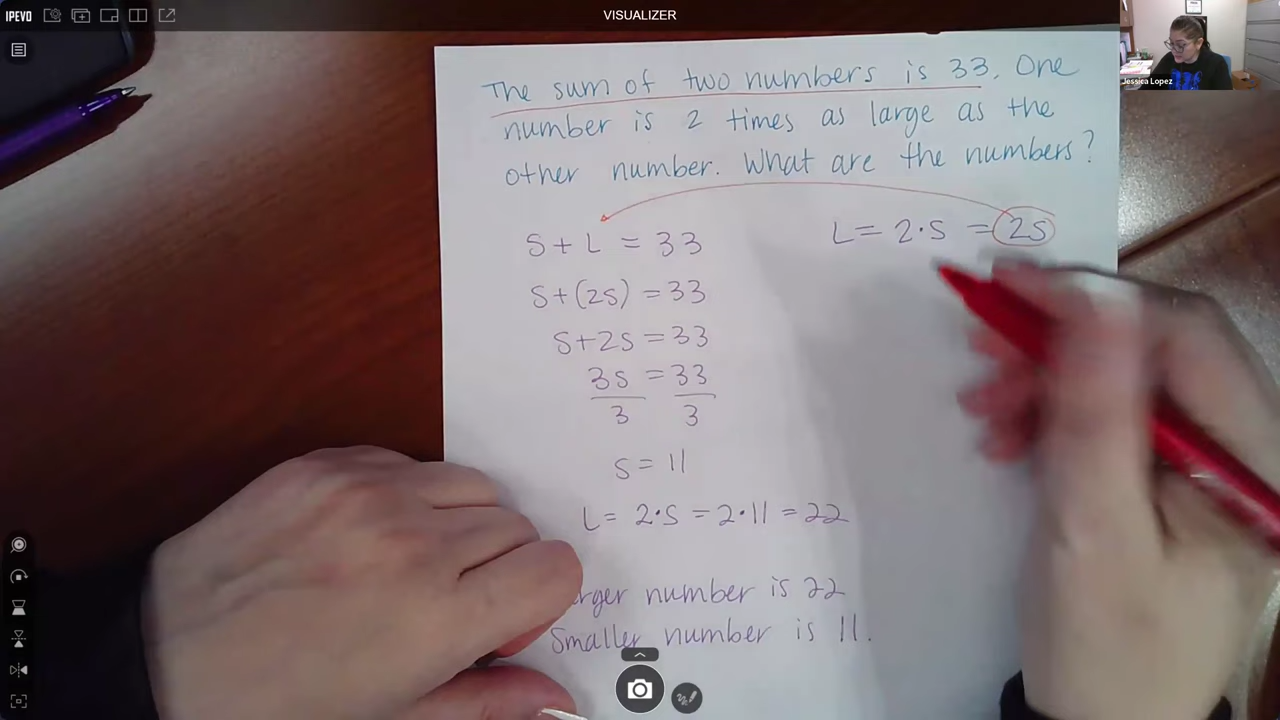 IPEVO
VISUALIZER
Jessica Lopez
The sum of two numbers is 33. One
number is 2 times as large as the
other number. What are the numbers?
S + L = 33
L = 2·S = 2S
S + (2S) = 33
S + 2S = 33
3S = 33
3 3
S = 11
L = 2·S = 2·11 = 22
number is 22
Smaller number is 11.